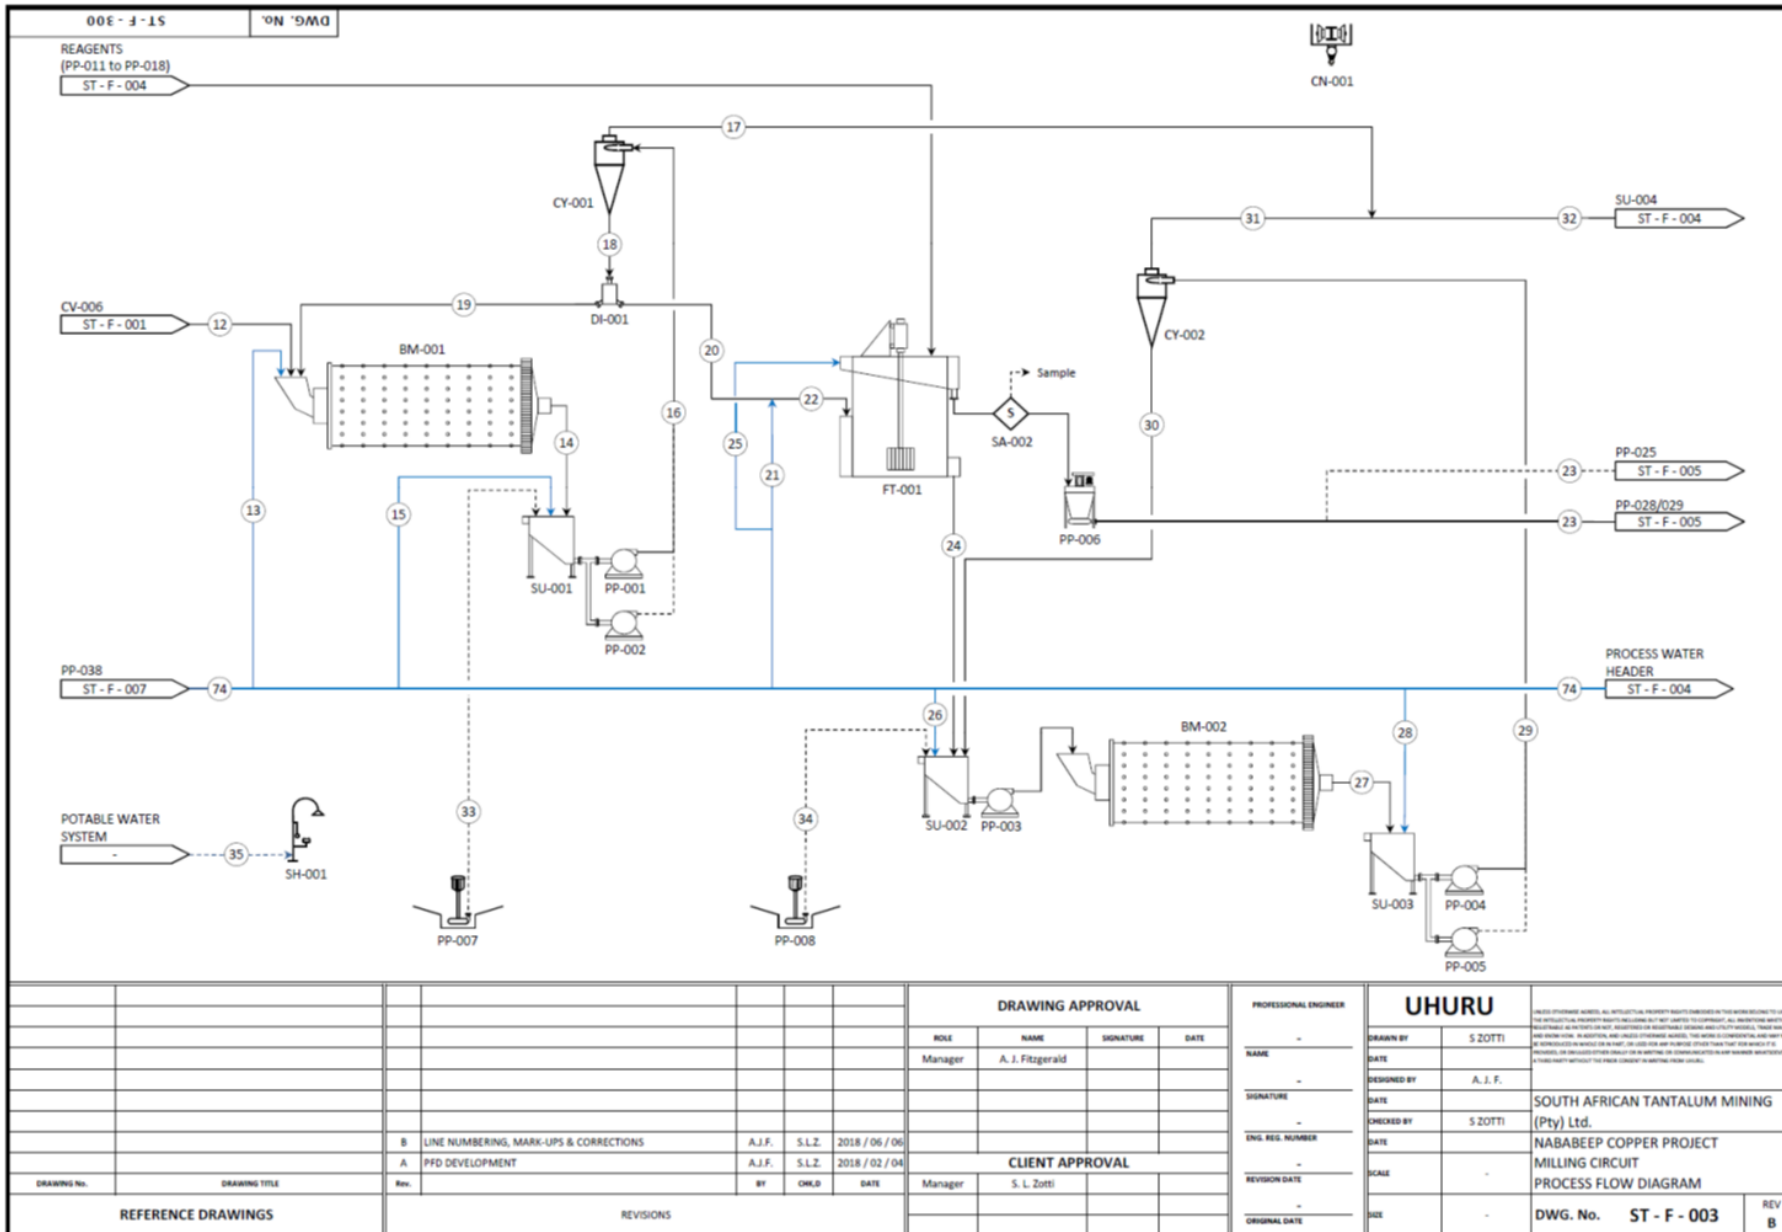 ST - F - 300
DWG. No.
REAGENTS
(PP-011 to PP-018)
ST - F - 004
CN-001
17
CY-001
SU-004
31
32
ST - F - 004
18
CV-006
19
DI-001
CY-002
ST - F - 001
12
BM-001
20
Sample
22
16
S
30
14
25
SA-002
PP-025
21
FT-001
23
ST - F - 005
13
15
PP-028/029
23
ST - F - 005
PP-006
24
SU-001
PP-001
PP-002
PP-038
PROCESS WATER
HEADER
ST - F - 007
74
74
ST - F - 004
26
BM-002
28
29
27
33
34
POTABLE WATER
SYSTEM
SU-002
PP-003
-
35
SH-001
SU-003
PP-004
PP-007
PP-008
PP-005
DRAWING APPROVAL
ROLE NAME SIGNATURE DATE
Manager A. J. Fitzgerald
CLIENT APPROVAL
Manager S. L. Zotti
B LINE NUMBERING, MARK-UPS & CORRECTIONS A.J.F. S.L.Z. 2018 / 06 / 06
A PFD DEVELOPMENT A.J.F. S.L.Z. 2018 / 02 / 04
DRAWING No. DRAWING TITLE Rev. BY CHK,D DATE
REFERENCE DRAWINGS
REVISIONS
PROFESSIONAL ENGINEER
-
NAME
-
SIGNATURE
-
ENG. REG. NUMBER
-
REVISION DATE
-
ORIGINAL DATE
UHURU
DRAWN BY S ZOTTI
DATE
DESIGNED BY A. J. F.
DATE
CHECKED BY S ZOTTI
DATE
SCALE -
SIZE -
SOUTH AFRICAN TANTALUM MINING
(Pty) Ltd.
NABABEEP COPPER PROJECT
MILLING CIRCUIT
PROCESS FLOW DIAGRAM
DWG. No. ST - F - 003
REV
B